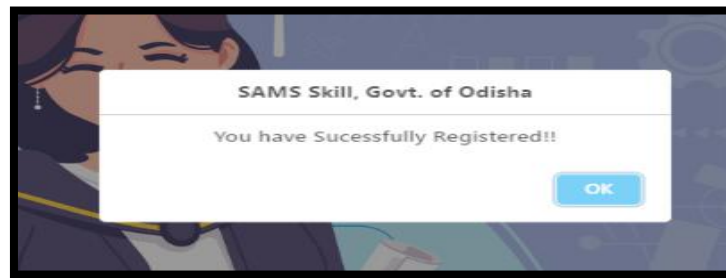 SAMS Skill, Govt. of Odisha
You have Sucessfully Registered!!
OK